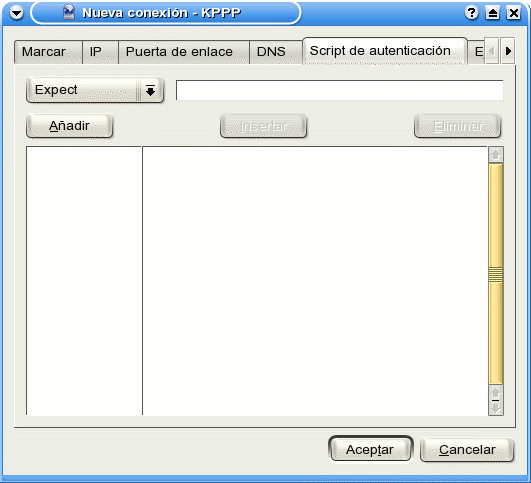 Nueva conexión - KPPP
Marcar IP Puerta de enlace DNS Script de autenticación E
Expect
Añadir Insertar Eliminar
Aceptar Cancelar